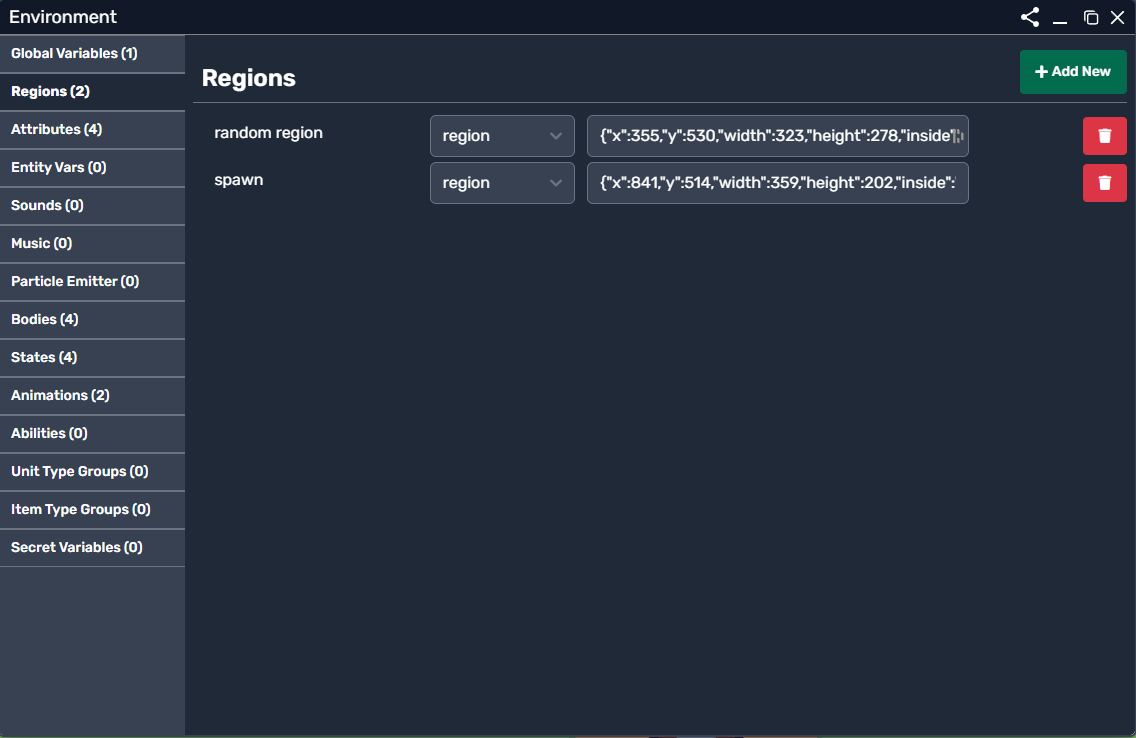 Environment
Global Variables (1)
Regions (2)
Attributes (4)
Entity Vars (0)
Sounds (0)
Music (0)
Particle Emitter (0)
Bodies (4)
States (4)
Animations (2)
Abilities (0)
Unit Type Groups (0)
Item Type Groups (0)
Secret Variables (0)
Regions
+ Add New
random region region {"x":355,"y":530,"width":323,"height":278,"inside"
spawn region {"x":841,"y":514,"width":359,"height":202,"inside":